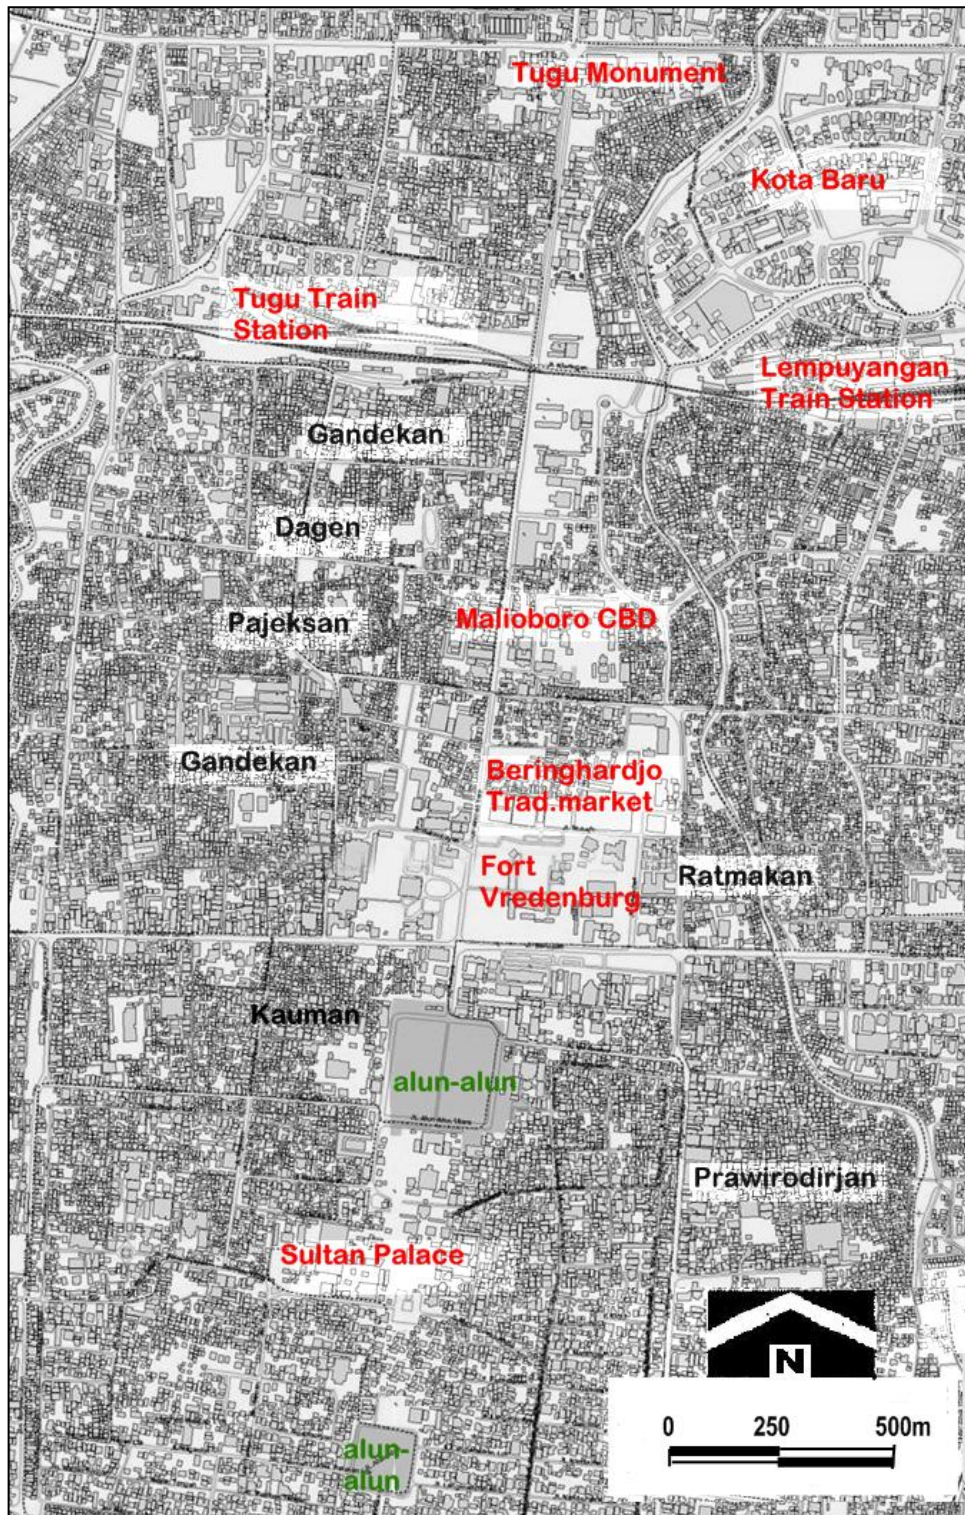 Tugu Monument
Kota Baru
Tugu Train
Station
Lempuyangan
Train Station
Gandekan
Dagen
Malioboro CBD
Pajeksan
Gandekan
Beringhardjo
Trad.market
Fort
Vredenburg
Ratmakan
Kauman
alun-alun
Prawirodirjan
Sultan Palace
N
0 250 500m
alun-
alun